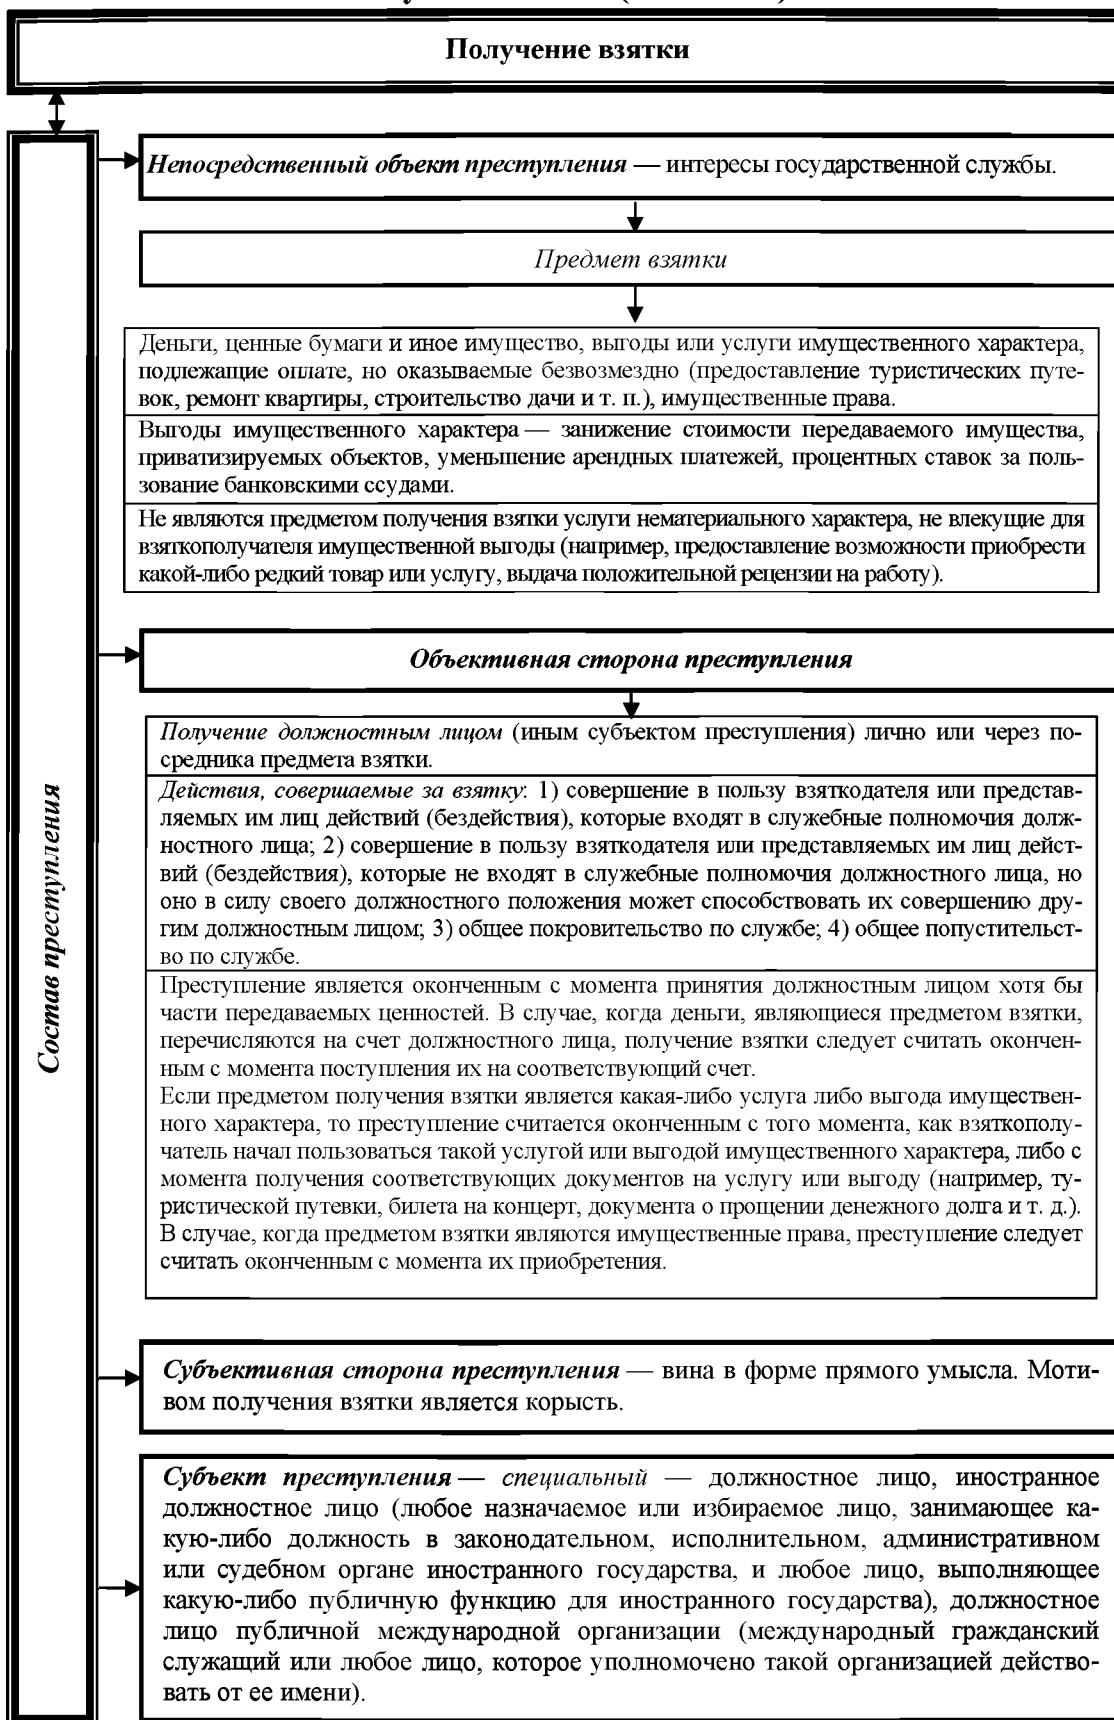 Получение взятки
Непосредственный объект преступления — интересы государственной службы.
Предмет взятки
Деньги, ценные бумаги и иное имущество, выгоды или услуги имущественного характера,
подлежащие оплате, но оказываемые безвозмездно (предоставление туристических путе-
вок, ремонт квартиры, строительство дачи и т. п.), имущественные права.
Выгоды имущественного характера — занижение стоимости передаваемого имущества,
приватизируемых объектов, уменьшение арендных платежей, процентных ставок за поль-
зование банковскими ссудами.
Не являются предметом получения взятки услуги нематериального характера, не влекущие для
взяткополучателя имущественной выгоды (например, предоставление возможности приобрести
какой-либо редкий товар или услугу, выдача положительной рецензии на работу).
Объективная сторона преступления
Получение должностным лицом (иным субъектом преступления) лично или через по-
средника предмета взятки.
Действия, совершаемые за взятку: 1) совершение в пользу взяткодателя или представ-
ляемых им лиц действий (бездействия), которые входят в служебные полномочия долж-
ностного лица; 2) совершение в пользу взяткодателя или представляемых им лиц дейст-
вий (бездействия), которые не входят в служебные полномочия должностного лица, но
оно в силу своего должностного положения может способствовать их совершению дру-
гим должностным лицом; 3) общее покровительство по службе; 4) общее попустительст-
во по службе.
Преступление является оконченным с момента принятия должностным лицом хотя бы
части передаваемых ценностей. В случае, когда деньги, являющиеся предметом взятки,
перечисляются на счет должностного лица, получение взятки следует считать окончен-
ным с момента поступления их на соответствующий счет.
Если предметом получения взятки является какая-либо услуга либо выгода имуществен-
ного характера, то преступление считается оконченным с того момента, как взяткополу-
чатель начал пользоваться такой услугой или выгодой имущественного характера, либо с
момента получения соответствующих документов на услугу или выгоду (например, ту-
ристической путевки, билета на концерт, документа о прощении денежного долга и т. д.).
В случае, когда предметом взятки являются имущественные права, преступление следует
считать оконченным с момента их приобретения.
Состав преступления
Субъективная сторона преступления — вина в форме прямого умысла. Моти-
вом получения взятки является корысть.
Субъект преступления — специальный — должностное лицо, иностранное
должностное лицо (любое назначаемое или избираемое лицо, занимающее ка-
кую-либо должность в законодательном, исполнительном, административном
или судебном органе иностранного государства, и любое лицо, выполняющее
какую-либо публичную функцию для иностранного государства), должностное
лицо публичной международной организации (международный гражданский
служащий или любое лицо, которое уполномочено такой организацией действо-
вать от ее имени).